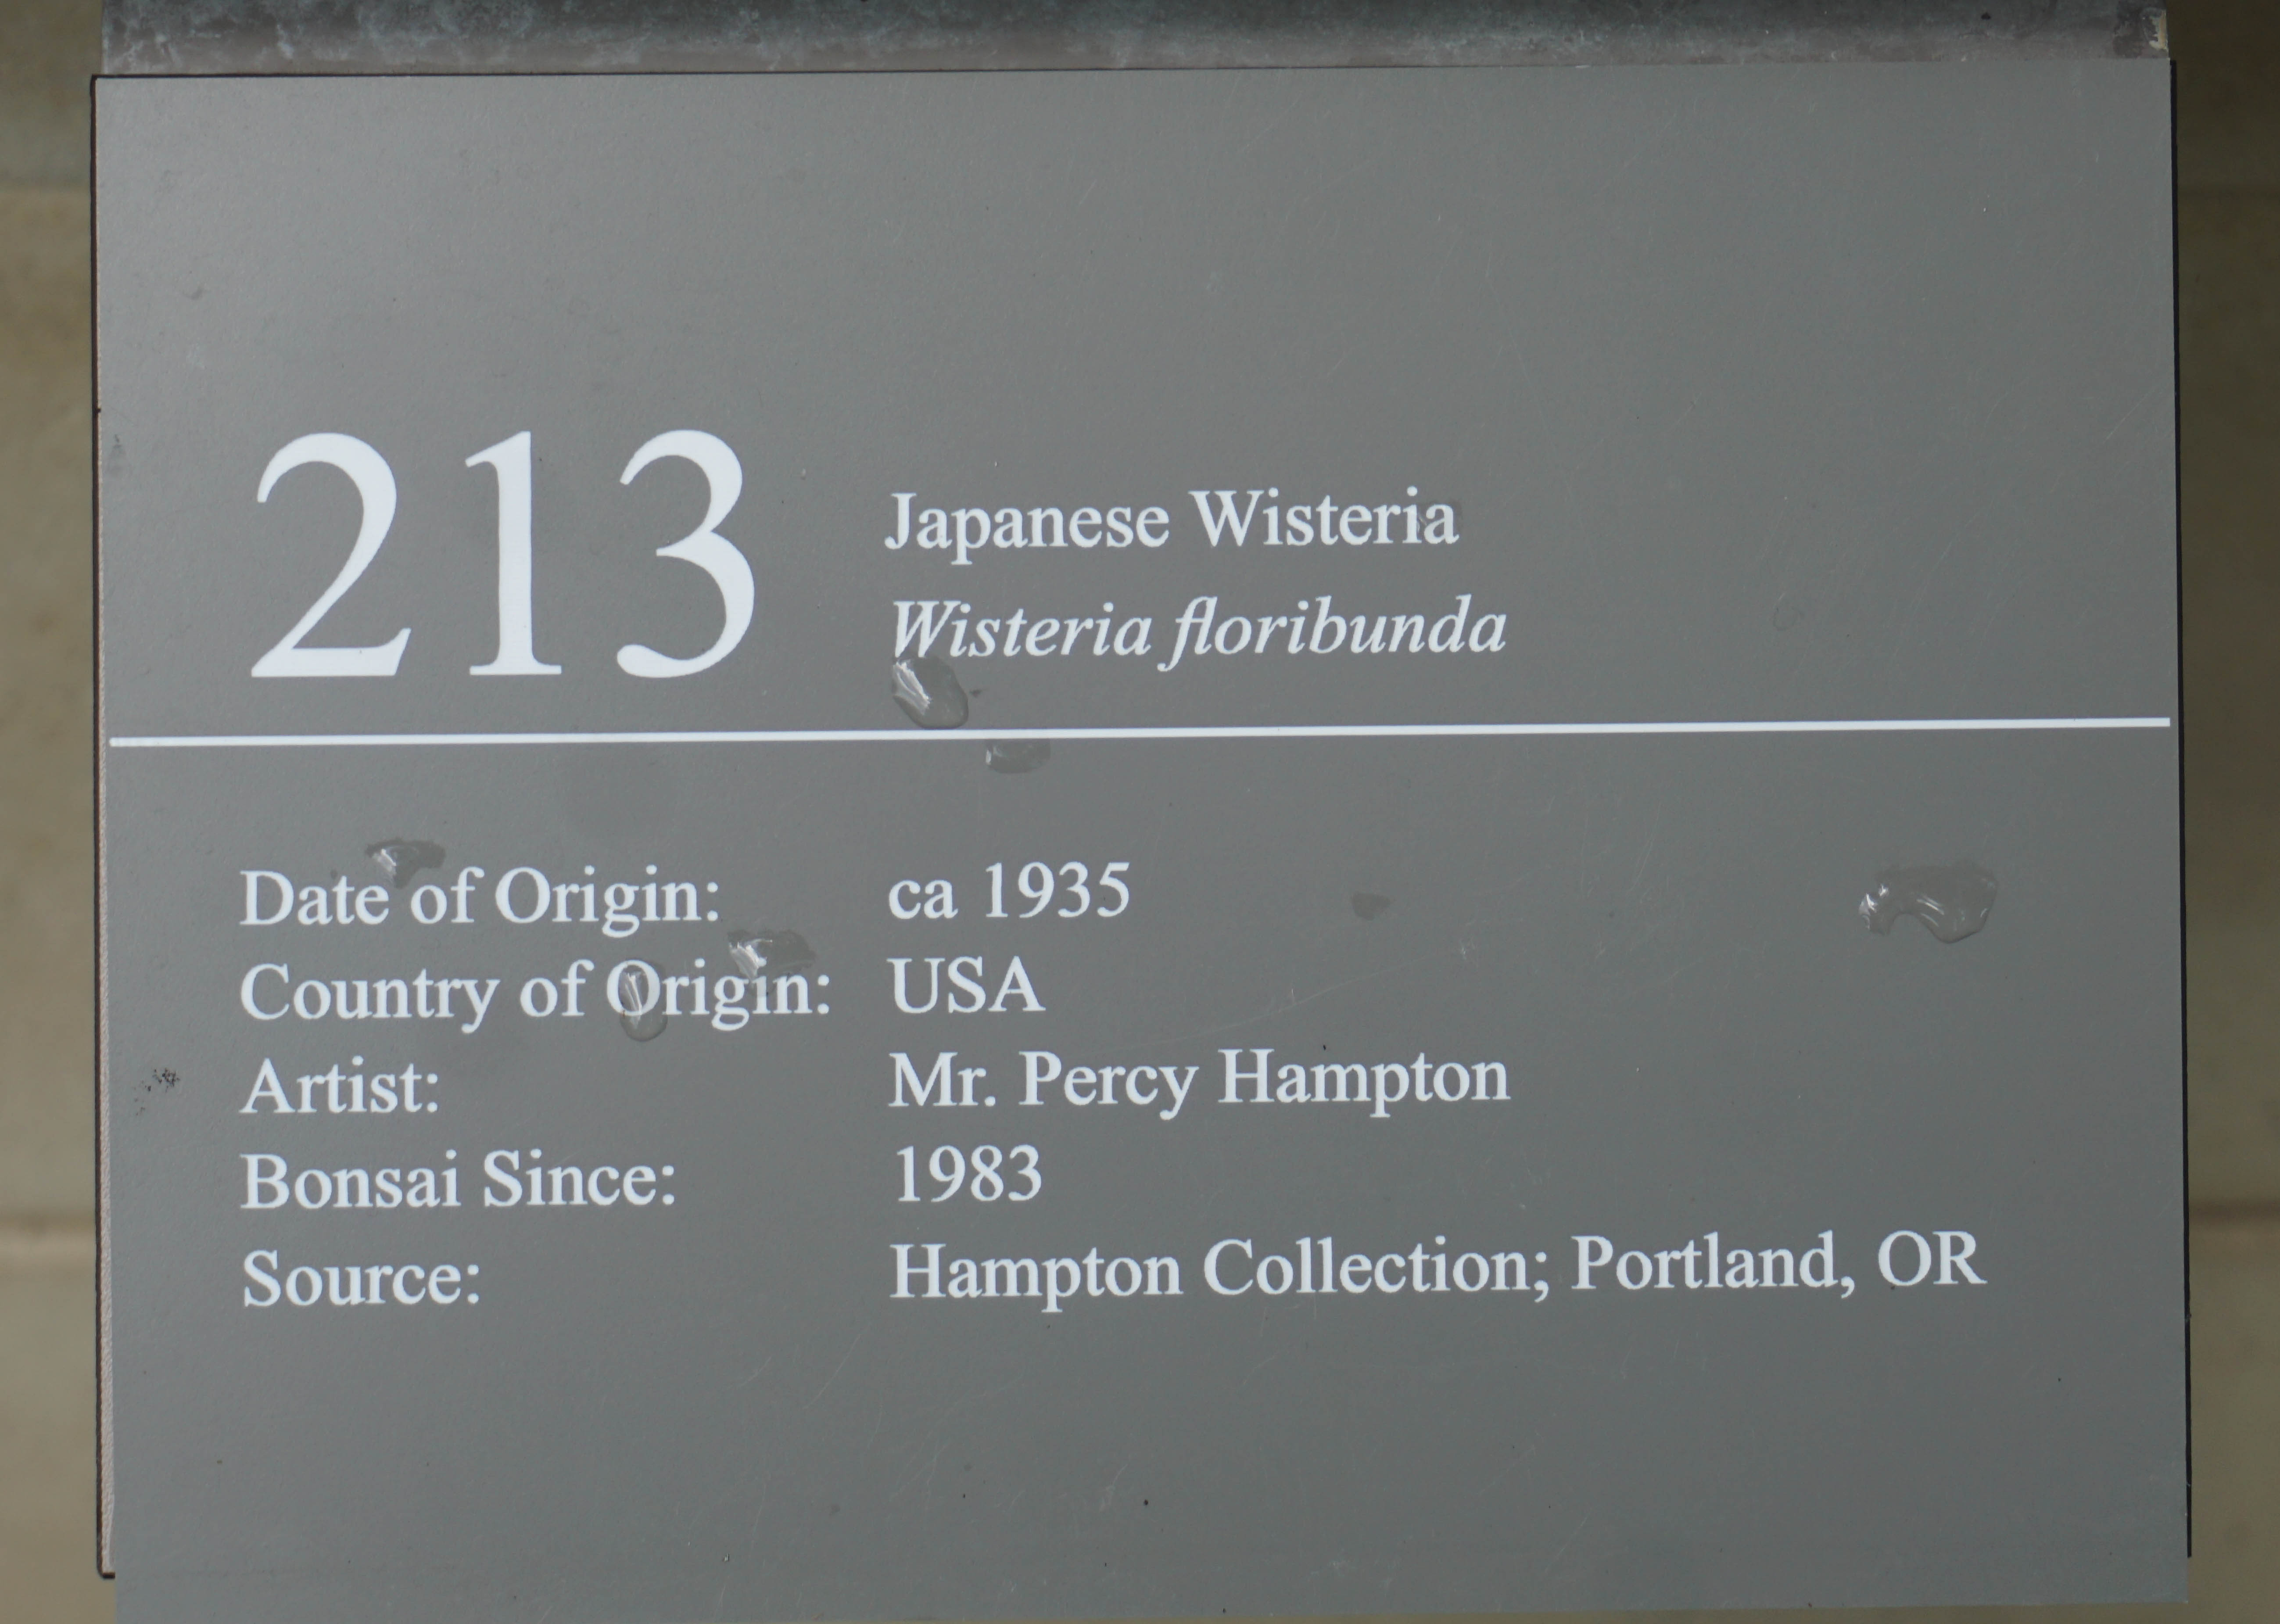 213
Japanese Wisteria
Wisteria floribunda
Date of Origin: ca 1935
Country of Origin: USA
Artist: Mr. Percy Hampton
Bonsai Since: 1983
Source: Hampton Collection; Portland, OR